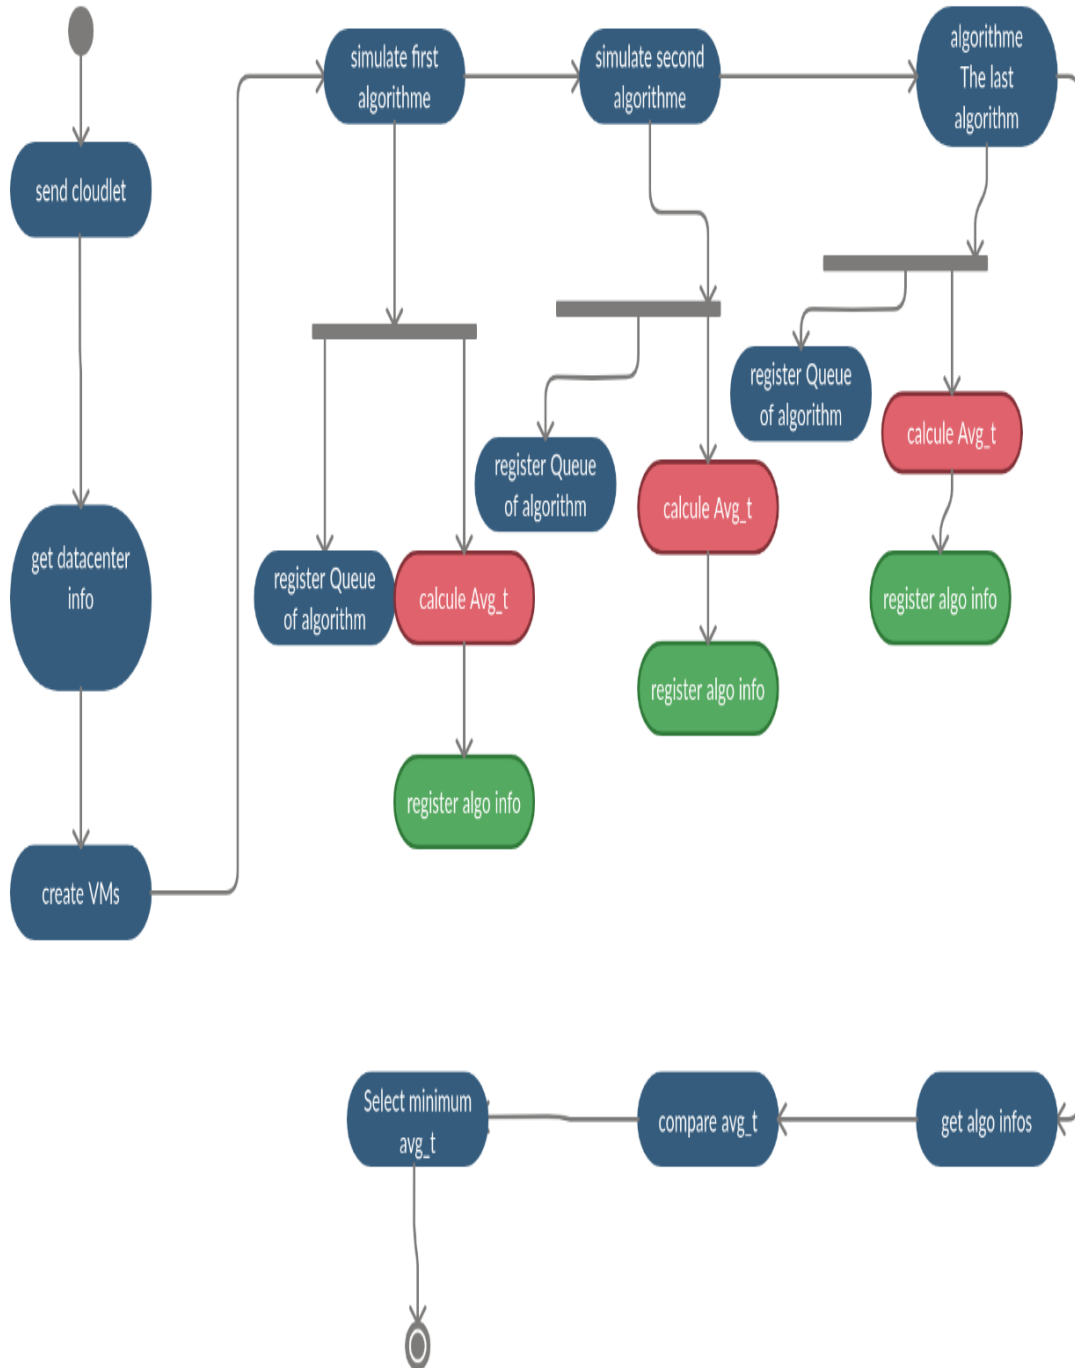 send cloudlet
get datacenter
info
create VMs
simulate first
algorithme
simulate second
algorithme
algorithme
The last
algorithm
register Queue
of algorithm
calcule Avg_t
register algo info
register Queue
of algorithm
calcule Avg_t
register algo info
register Queue
of algorithm
calcule Avg_t
register algo info
get algo infos
compare avg_t
Select minimum
avg_t